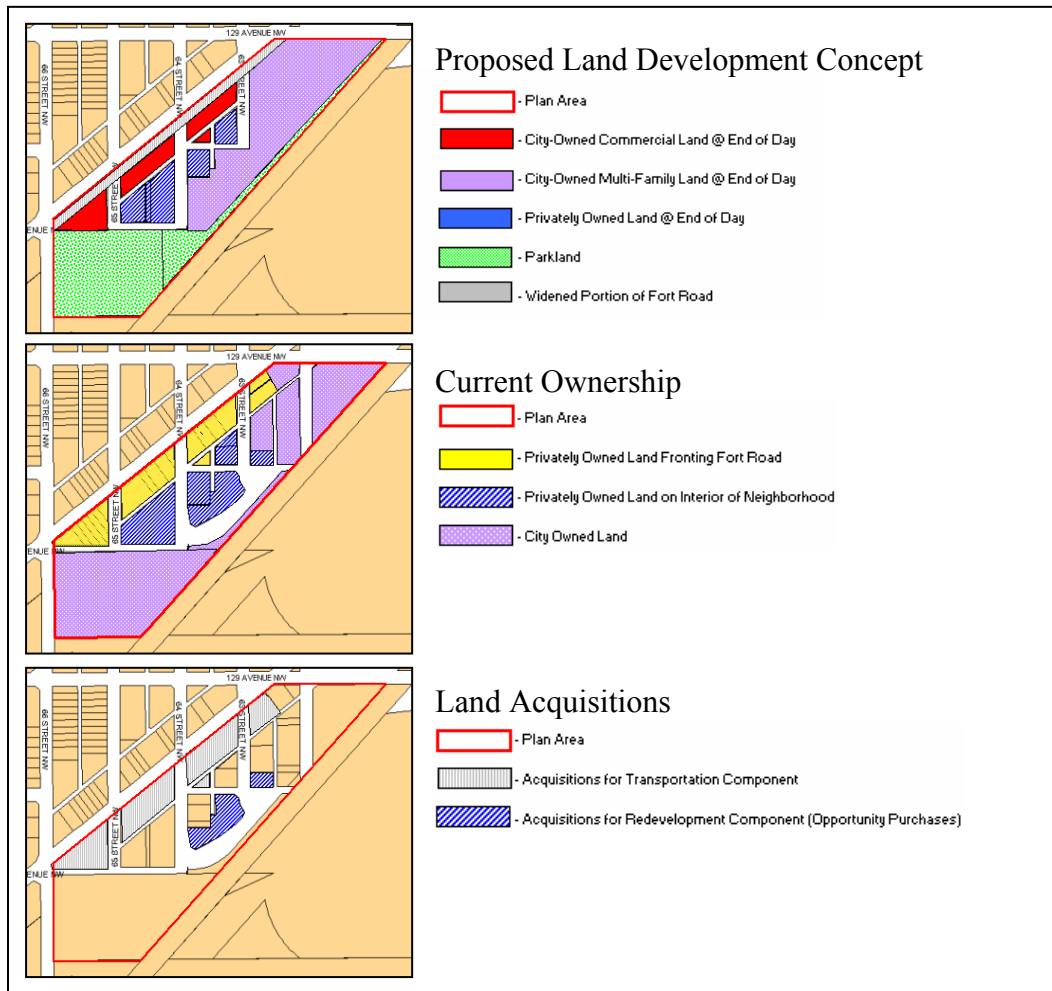 129 AVENUE NW
66 STREET NW
64 STREET NW
65 STREET NW
Proposed Land Development Concept
- Plan Area
- City-Owned Commercial Land @ End of Day
- City-Owned Multi-Family Land @ End of Day
- Privately Owned Land @ End of Day
- Parkland
- Widened Portion of Fort Road
129 AVENUE NW
66 STREET NW
64 STREET NW
63 STREET NW
65 STREET NW
Current Ownership
- Plan Area
- Privately Owned Land Fronting Fort Road
- Privately Owned Land on Interior of Neighborhood
- City Owned Land
129 AVENUE NW
66 STREET NW
64 STREET NW
63 STREET NW
65 STREET NW
ENUE NW
Land Acquisitions
- Plan Area
- Acquisitions for Transportation Component
- Acquisitions for Redevelopment Component (Opportunity Purchases)